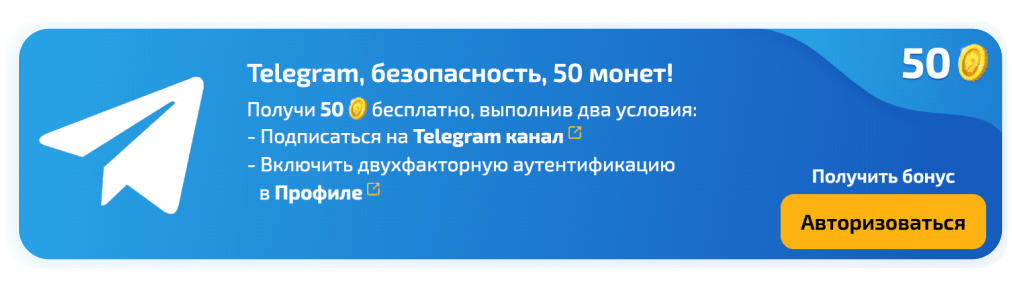 Telegram, безопасность, 50 монет!
50
Получи 50 бесплатно, выполнив два условия:
- Подписаться на Telegram канал
- Включить двухфакторную аутентификацию
в Профиле
Получить бонус
Авторизоваться